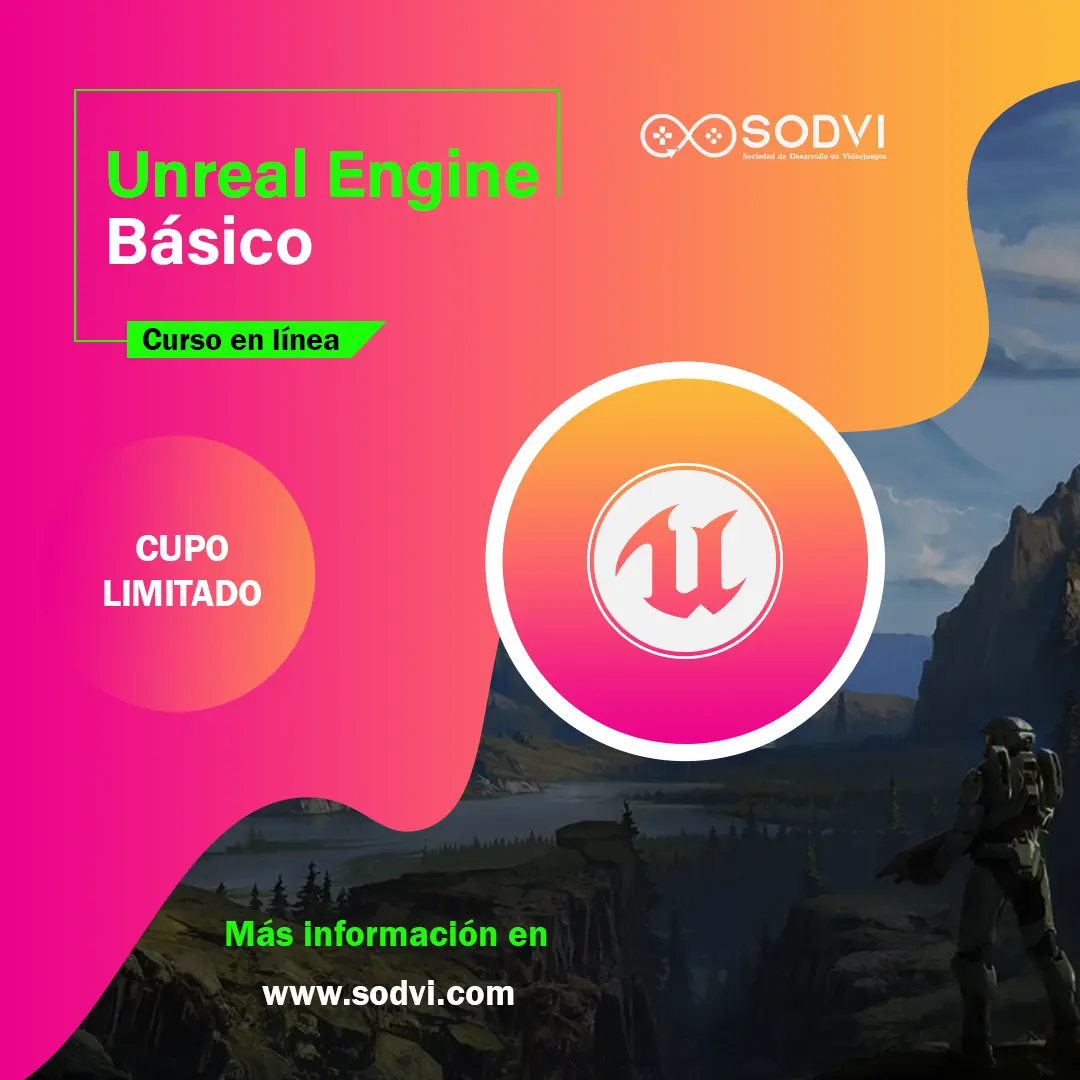 Unreal Engine
Básico
Curso en línea
SODVI
Sociedad de Desarrollo en Videojuegos
CUPO
LIMITADO
Más información en
www.sodvi.com